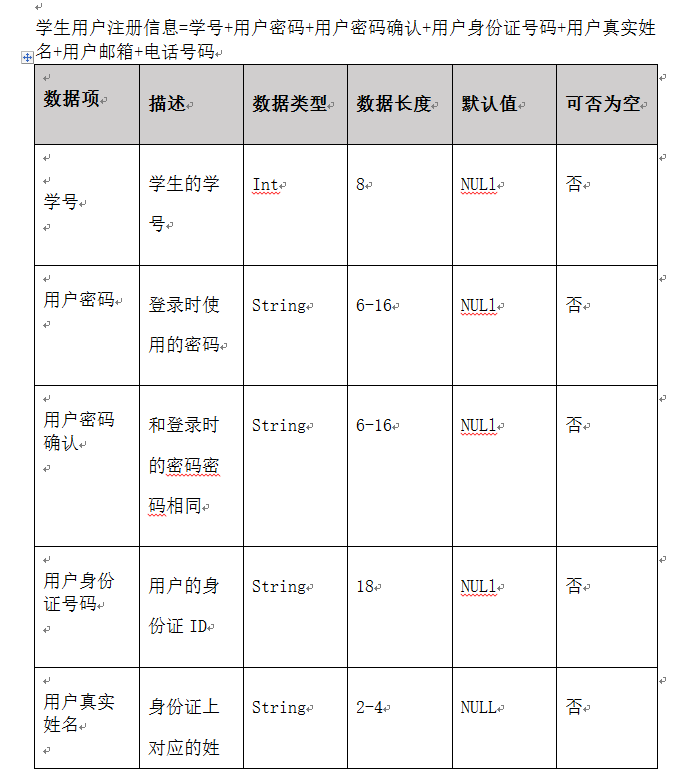 学生用户注册信息=学号+用户密码+用户密码确认+用户身份证号码+用户真实姓
名+用户邮箱+电话号码
数据项 描述 数据类型 数据长度 默认值 可否为空
学号 学生的学 Int 8 NUL1 否
号
用户密码 登录时使 String 6-16 NUL1 否
用的密码
用户密码 和登录时 String 6-16 NUL1 否
确认 的密码密
码相同
用户身份 用户的身 String 18 NUL1 否
证号码 份证 ID
用户真实 身份证上 String 2-4 NULL 否
姓名 对应的姓